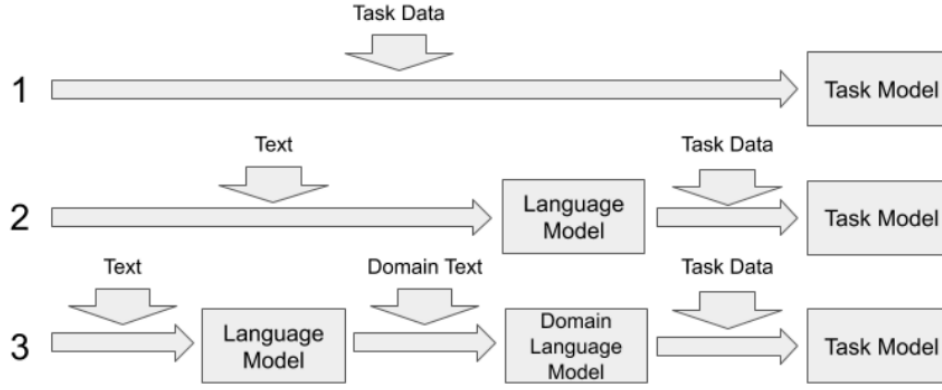 Task Data
1
Task Model
Text
Task Data
2
Language
Model
Task Model
Text
Domain Text
Task Data
3
Language
Model
Domain
Language
Model
Task Model